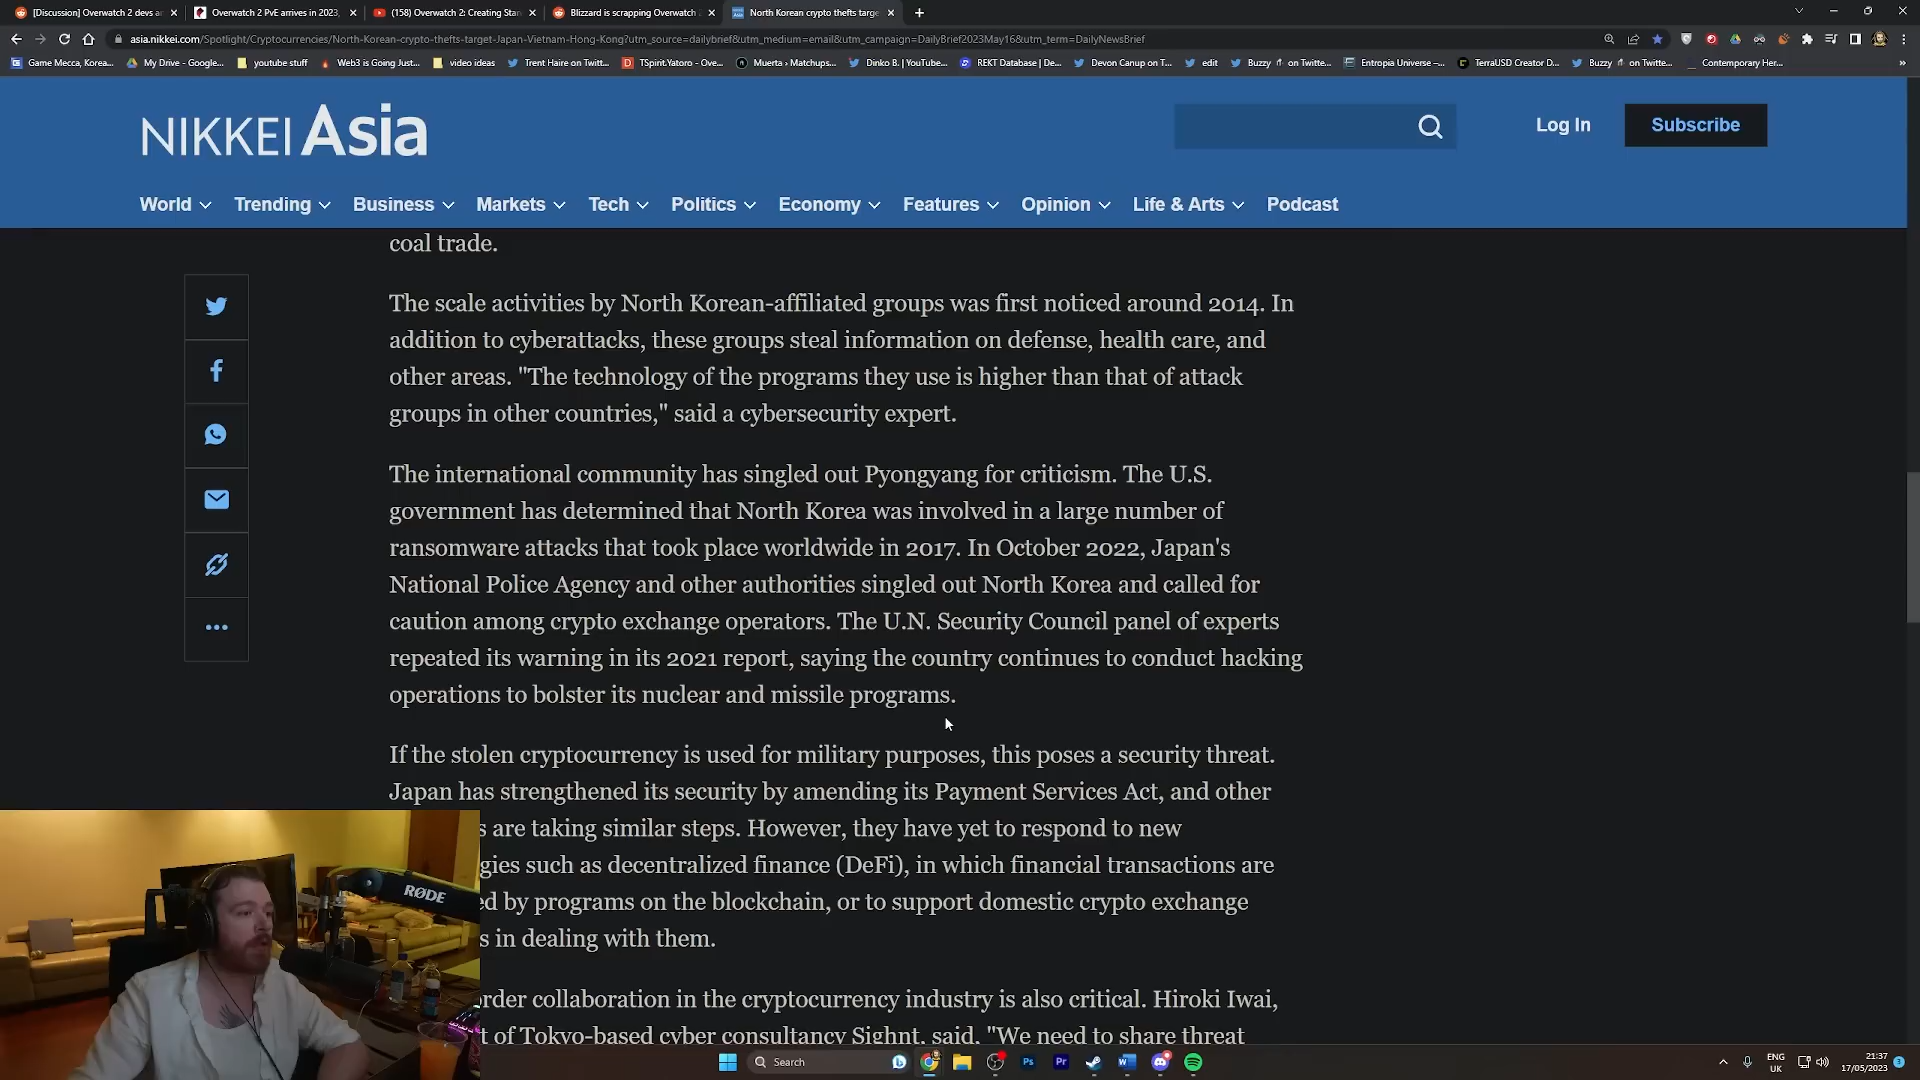 [Discussion] Overwatch 2 devs ar
Overwatch 2 PvE arrives in 2023,
(158) Overwatch 2: Creating Stan
Blizzard is scrapping Overwatch 2
North Korean crypto thefts targe
asia.nikkei.com/Spotlight/Cryptocurrencies/North-Korean-crypto-thefts-target-Japan-Vietnam-Hong-Kong?utm_source=dailybrief&utm_medium=email&utm_campaign=DailyBrief2023May16&utm_term=DailyNewsBrief
Game Mecca, Korea...
My Drive - Google...
youtube stuff
Web3 is Going Just...
video ideas
Trent Haire on Twitt...
TSpirit.Yatoro - Ove...
Muerta › Matchups...
Dinko B. | YouTube...
REKT Database | De...
Devon Canup on T...
edit
Buzzy on Twitte...
Entropia Universe –...
TerraUSD Creator D...
Buzzy on Twitte...
Contemporary Her...
NIKKEI Asia
Log In
Subscribe
World
Trending
Business
Markets
Tech
Politics
Economy
Features
Opinion
Life & Arts
Podcast
coal trade.
The scale activities by North Korean-affiliated groups was first noticed around 2014. In
addition to cyberattacks, these groups steal information on defense, health care, and
other areas. "The technology of the programs they use is higher than that of attack
groups in other countries," said a cybersecurity expert.
The international community has singled out Pyongyang for criticism. The U.S.
government has determined that North Korea was involved in a large number of
ransomware attacks that took place worldwide in 2017. In October 2022, Japan's
National Police Agency and other authorities singled out North Korea and called for
caution among crypto exchange operators. The U.N. Security Council panel of experts
repeated its warning in its 2021 report, saying the country continues to conduct hacking
operations to bolster its nuclear and missile programs.
If the stolen cryptocurrency is used for military purposes, this poses a security threat.
Japan has strengthened its security by amending its Payment Services Act, and other
s are taking similar steps. However, they have yet to respond to new
gies such as decentralized finance (DeFi), in which financial transactions are
ed by programs on the blockchain, or to support domestic crypto exchange
s in dealing with them.
rder collaboration in the cryptocurrency industry is also critical. Hiroki Iwai,
t of Tokyo-based cyber consultancy Sighnt, said, "We need to share threat
RØDE
Search
Ps
Pr
ENG
UK
21:37
17/05/2023
3